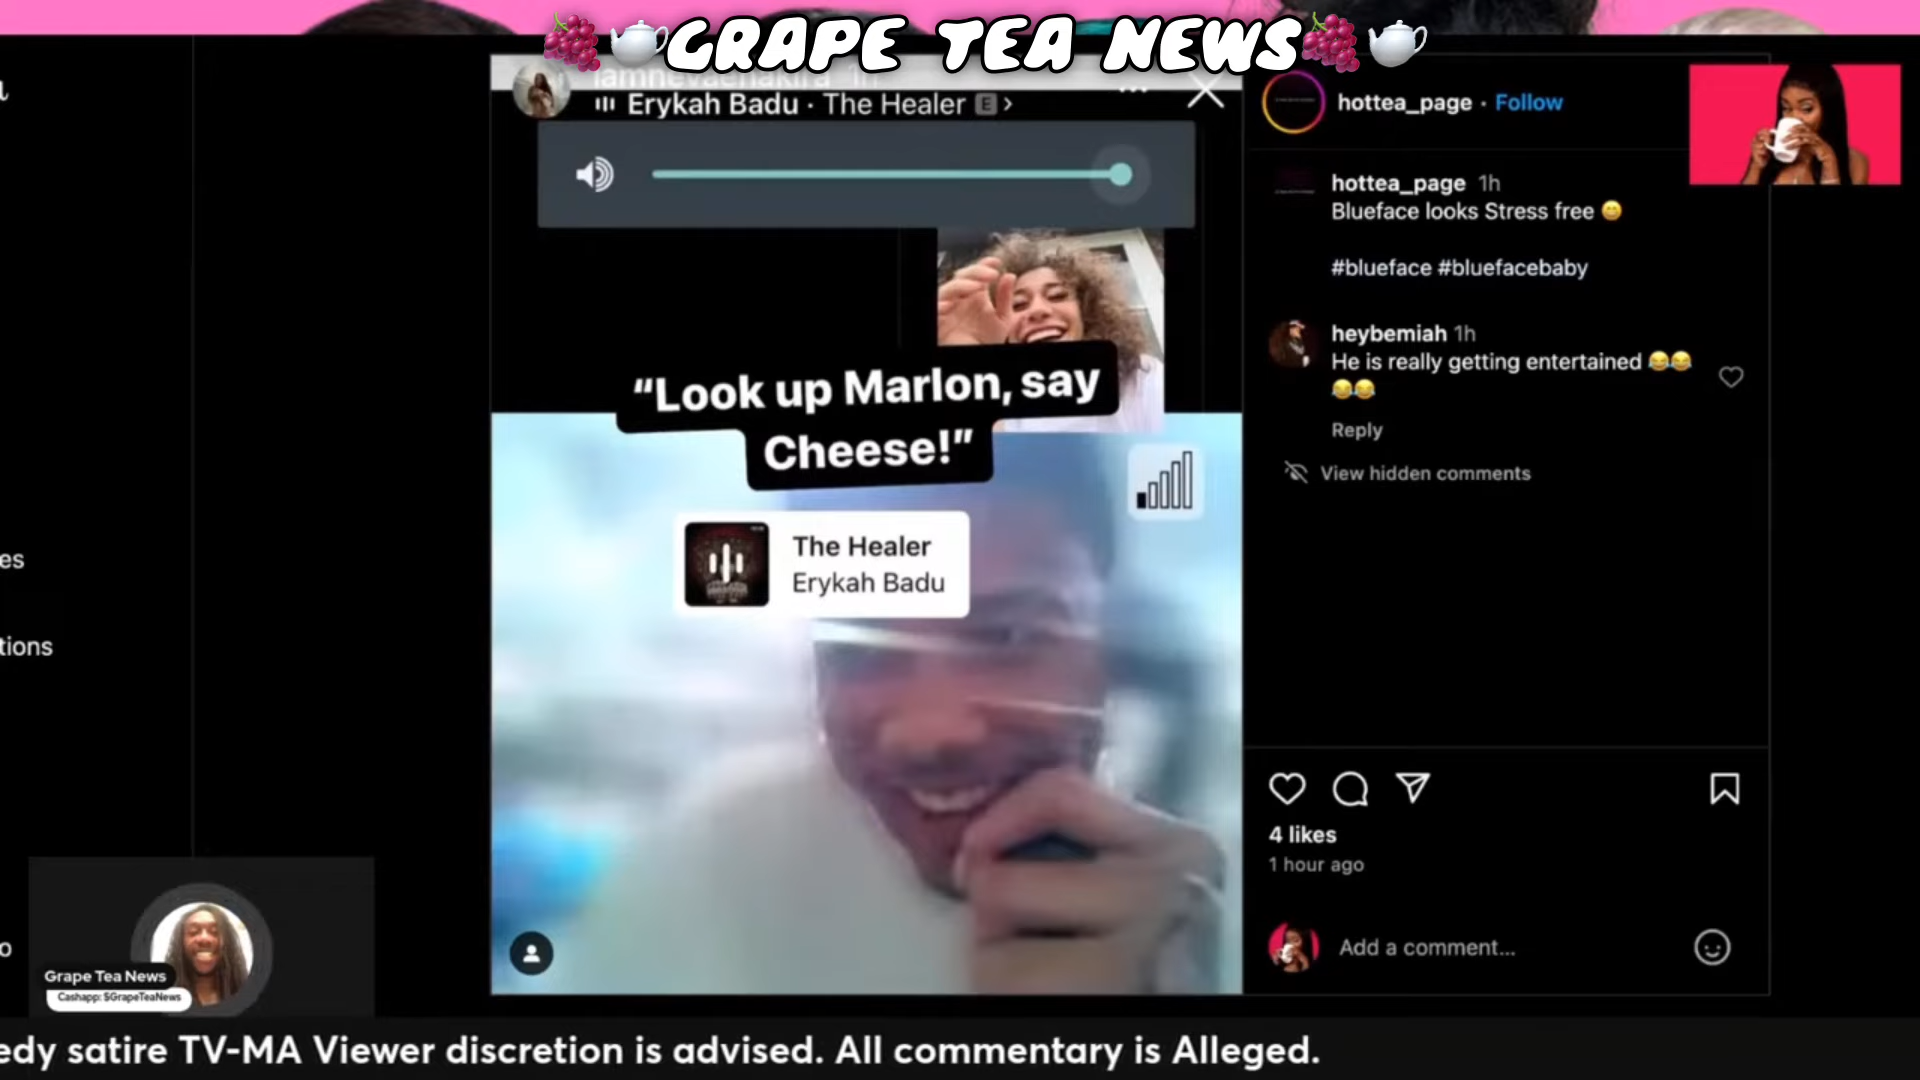 GRAPE TEA NEWS
iamnevaehakira 1h
Erykah Badu · The Healer E >
"Look up Marlon, say
Cheese!"
The Healer
Erykah Badu
hottea_page · Follow
hottea_page 1h
Blueface looks Stress free 😊
#blueface #bluefacebaby
heybemiah 1h
He is really getting entertained 😂😂
😂😂
Reply
View hidden comments
4 likes
1 hour ago
Add a comment...
es
tions
o
Grape Tea News
Cashapp: $GrapeTeaNews
edy satire TV-MA Viewer discretion is advised. All commentary is Alleged.